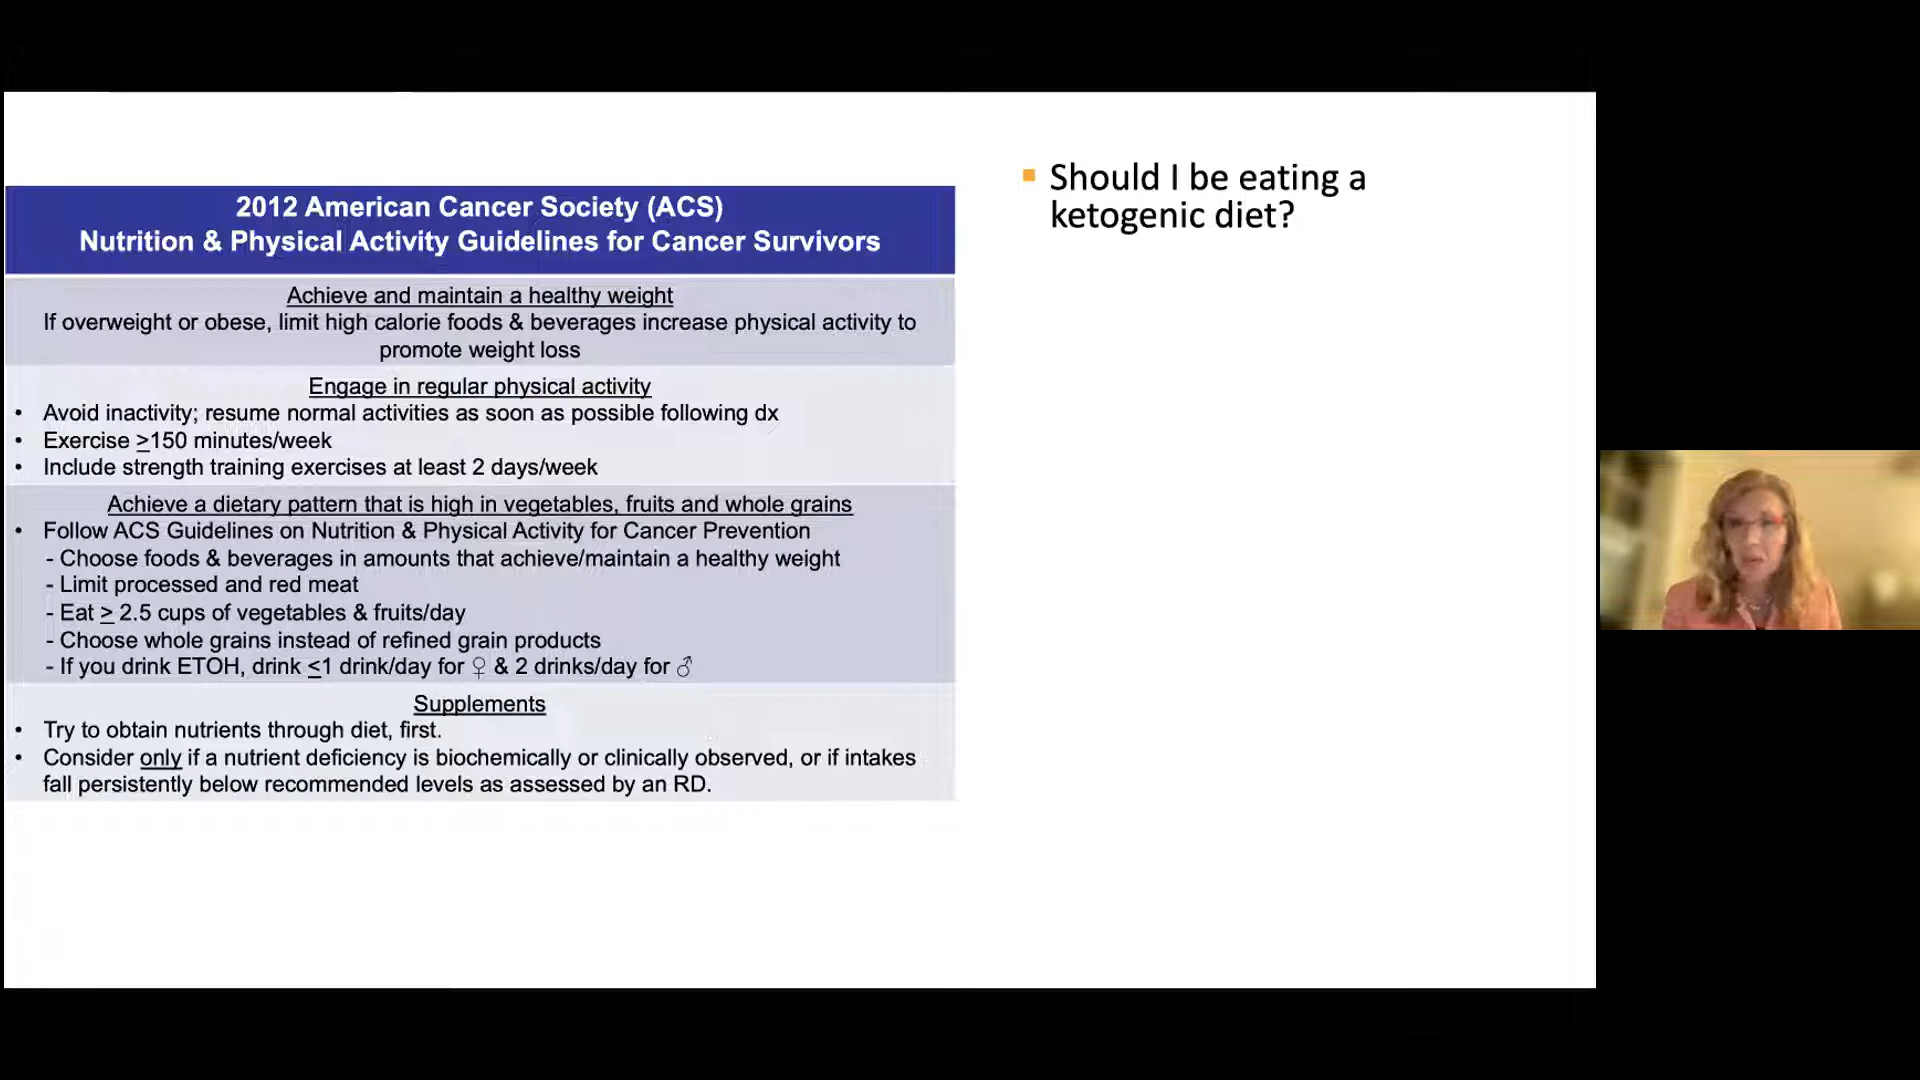 2012 American Cancer Society (ACS)
Nutrition & Physical Activity Guidelines for Cancer Survivors
Achieve and maintain a healthy weight
If overweight or obese, limit high calorie foods & beverages increase physical activity to
promote weight loss
Engage in regular physical activity
• Avoid inactivity; resume normal activities as soon as possible following dx
• Exercise ≥150 minutes/week
• Include strength training exercises at least 2 days/week
Achieve a dietary pattern that is high in vegetables, fruits and whole grains
• Follow ACS Guidelines on Nutrition & Physical Activity for Cancer Prevention
- Choose foods & beverages in amounts that achieve/maintain a healthy weight
- Limit processed and red meat
- Eat ≥ 2.5 cups of vegetables & fruits/day
- Choose whole grains instead of refined grain products
- If you drink ETOH, drink ≤1 drink/day for ♀ & 2 drinks/day for ♂
Supplements
• Try to obtain nutrients through diet, first.
• Consider only if a nutrient deficiency is biochemically or clinically observed, or if intakes
fall persistently below recommended levels as assessed by an RD.
▪ Should I be eating a
ketogenic diet?